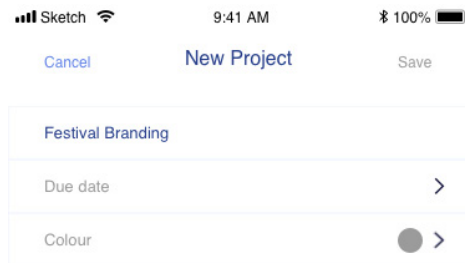 Sketch 9:41 AM 100%
Cancel New Project Save
Festival Branding
Due date
Colour